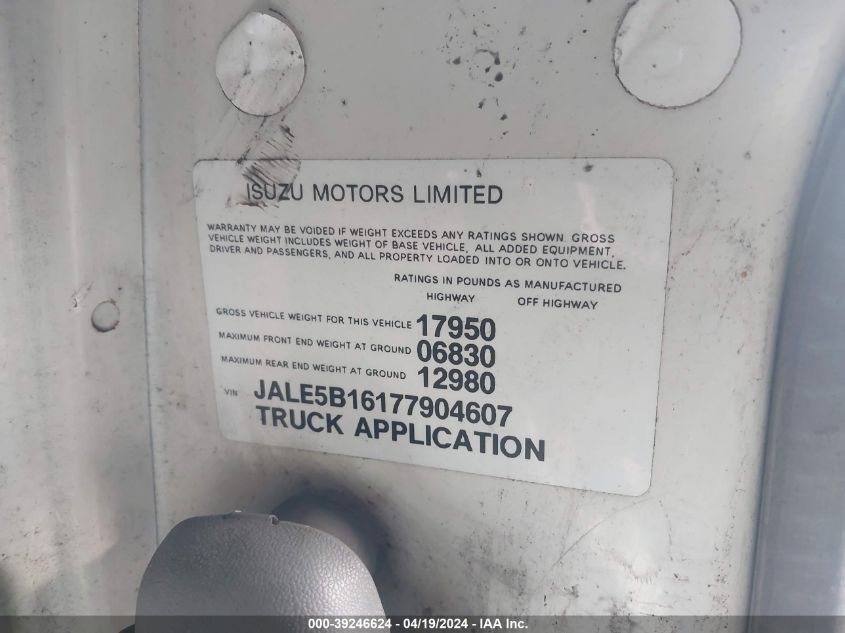 ISUZU MOTORS LIMITED
WARRANTY MAY BE VOIDED IF WEIGHT EXCEEDS ANY RATINGS SHOWN. GROSS
VEHICLE WEIGHT INCLUDES WEIGHT OF BASE VEHICLE, ALL ADDED EQUIPMENT,
DRIVER AND PASSENGERS, AND ALL PROPERTY LOADED INTO OR ONTO VEHICLE.
RATINGS IN POUNDS AS MANUFACTURED
HIGHWAY OFF HIGHWAY
GROSS VEHICLE WEIGHT FOR THIS VEHICLE 17950
MAXIMUM FRONT END WEIGHT AT GROUND 06830
MAXIMUM REAR END WEIGHT AT GROUND 12980
VIN JALE5B16177904607
TRUCK APPLICATION
000-39246624 - 04/19/2024 - IAA Inc.